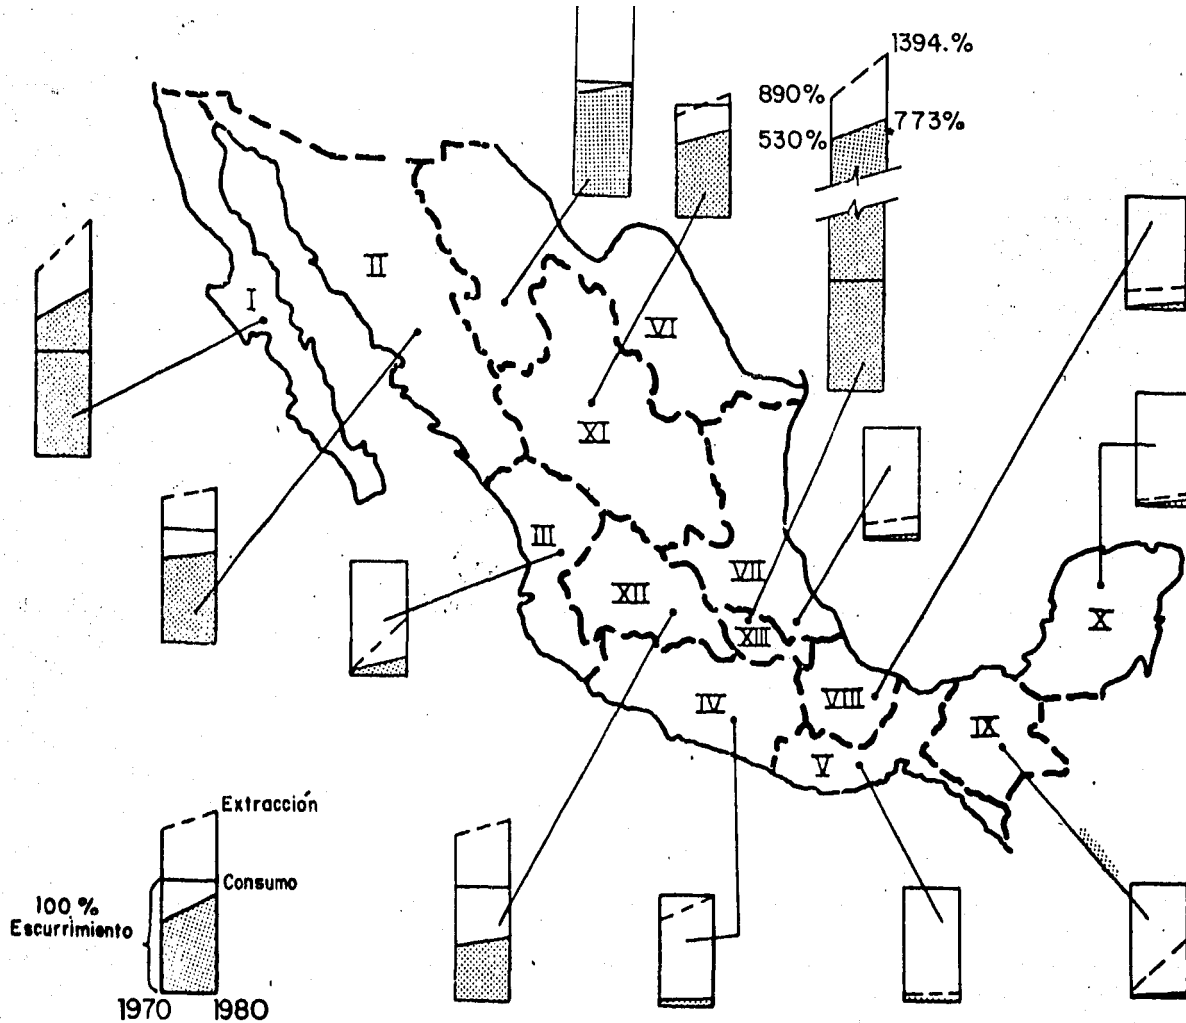 1394.%
890%
530%
773%
II
I
VI
XI
III
XII
VII
XIII
X
IV
VIII
IX
V
Extracción
Consumo
100 %
Escurrimiento
1970 1980